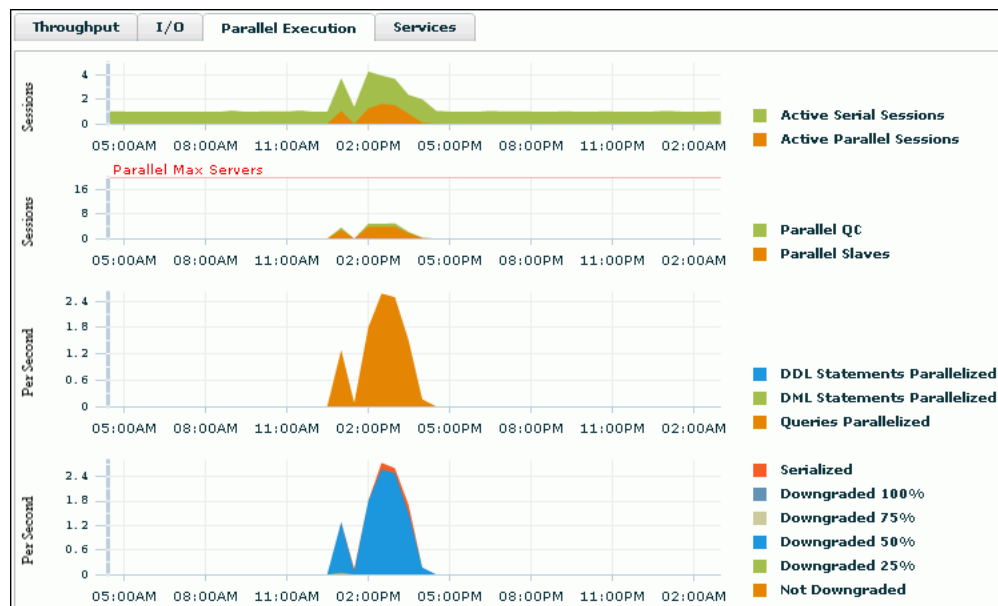 Throughput I/O Parallel Execution Services
Sessions
4
2
0
05:00AM 08:00AM 11:00AM 02:00PM 05:00PM 08:00PM 11:00PM 02:00AM
Active Serial Sessions
Active Parallel Sessions
Parallel Max Servers
Sessions
16
8
0
05:00AM 08:00AM 11:00AM 02:00PM 05:00PM 08:00PM 11:00PM 02:00AM
Parallel QC
Parallel Slaves
Per Second
2.4
1.8
1.2
0.6
0
05:00AM 08:00AM 11:00AM 02:00PM 05:00PM 08:00PM 11:00PM 02:00AM
DDL Statements Parallelized
DML Statements Parallelized
Queries Parallelized
Per Second
2.4
1.8
1.2
0.6
0
05:00AM 08:00AM 11:00AM 02:00PM 05:00PM 08:00PM 11:00PM 02:00AM
Serialized
Downgraded 100%
Downgraded 75%
Downgraded 50%
Downgraded 25%
Not Downgraded